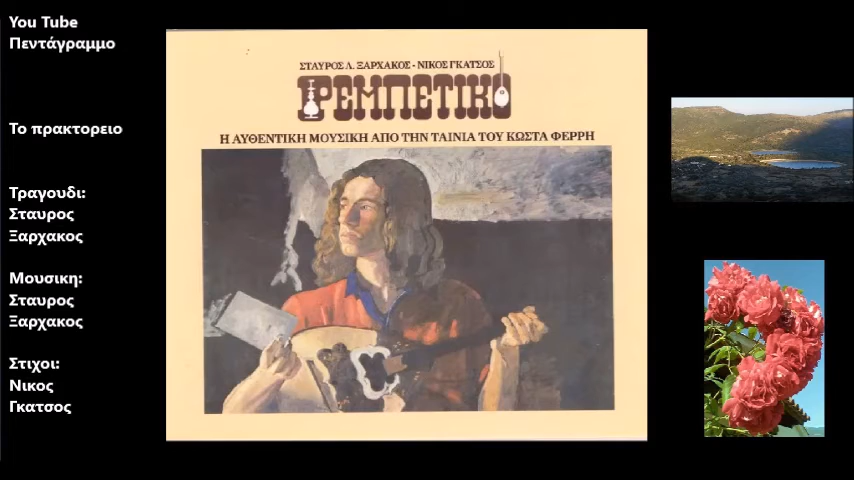 You Tube
Πεντάγραμμο
Το πρακτορειο
Τραγουδι:
Σταυρος
Ξαρχακος
Μουσικη:
Σταυρος
Ξαρχακος
Στιχοι:
Νικος
Γκατσος
ΣΤΑΥΡΟΣ Λ. ΞΑΡΧΑΚΟΣ - ΝΙΚΟΣ ΓΚΑΤΣΟΣ
ΡΕΜΠΕΤΙΚΟ
Η ΑΥΘΕΝΤΙΚΗ ΜΟΥΣΙΚΗ ΑΠΟ ΤΗΝ ΤΑΙΝΙΑ ΤΟΥ ΚΩΣΤΑ ΦΕΡΡΗ